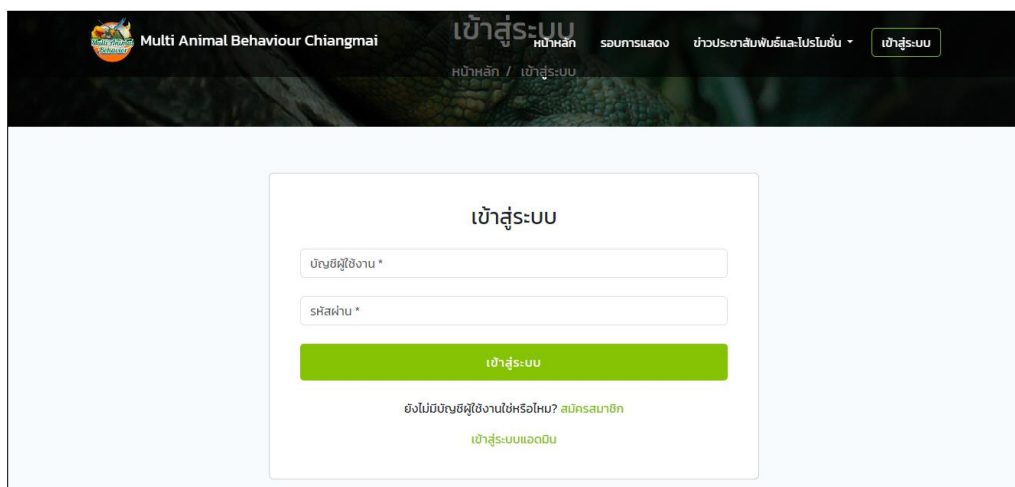 Multi Animal Behavior
Multi Animal Behaviour Chiangmai
หน้าหลัก รอบการแสดง ข่าวประชาสัมพันธ์และโปรโมชั่น เข้าสู่ระบบ
เข้าสู่ระบบ
หน้าหลัก / เข้าสู่ระบบ
เข้าสู่ระบบ
บัญชีผู้ใช้งาน *
รหัสผ่าน *
เข้าสู่ระบบ
ยังไม่มีบัญชีผู้ใช้งานใช่หรือไหม? สมัครสมาชิก
เข้าสู่ระบบแอดมิน